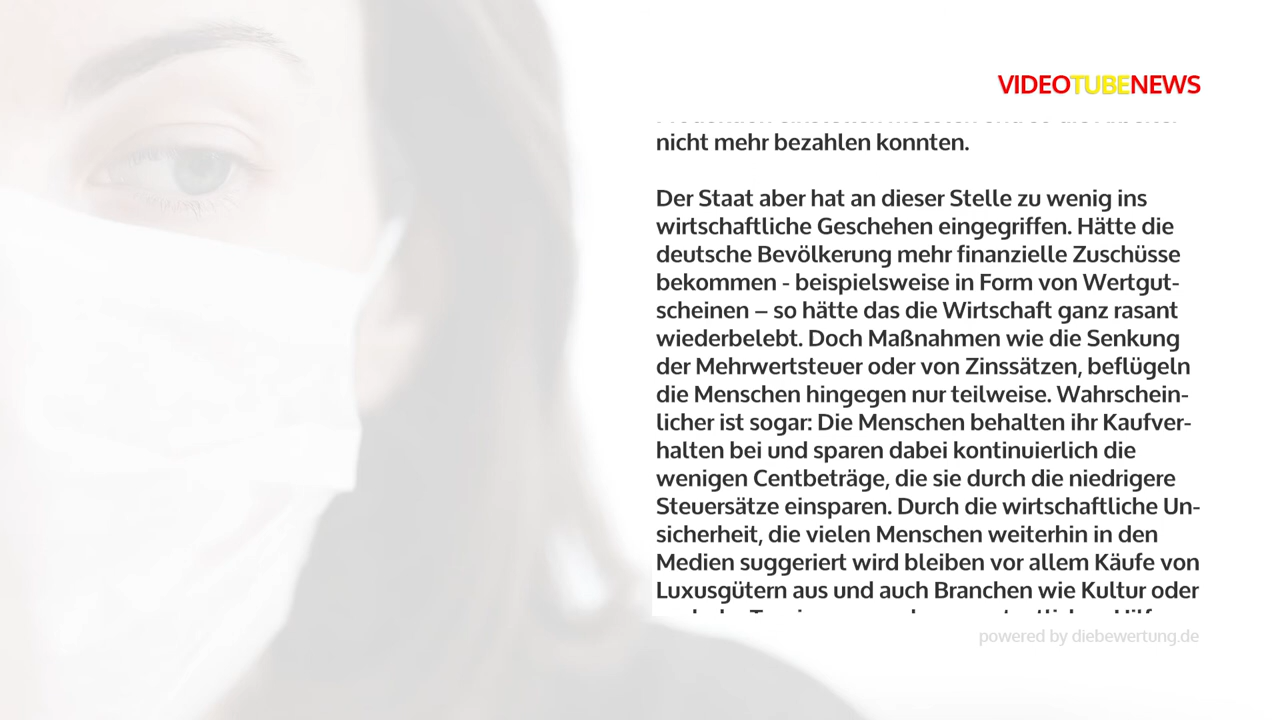 VIDEOTUBENEWS
nicht mehr bezahlen konnten.
Der Staat aber hat an dieser Stelle zu wenig ins
wirtschaftliche Geschehen eingegriffen. Hätte die
deutsche Bevölkerung mehr finanzielle Zuschüsse
bekommen - beispielsweise in Form von Wertgut-
scheinen – so hätte das die Wirtschaft ganz rasant
wiederbelebt. Doch Maßnahmen wie die Senkung
der Mehrwertsteuer oder von Zinssätzen, beflügeln
die Menschen hingegen nur teilweise. Wahrschein-
licher ist sogar: Die Menschen behalten ihr Kaufver-
halten bei und sparen dabei kontinuierlich die
wenigen Centbeträge, die sie durch die niedrigere
Steuersätze einsparen. Durch die wirtschaftliche Un-
sicherheit, die vielen Menschen weiterhin in den
Medien suggeriert wird bleiben vor allem Käufe von
Luxusgütern aus und auch Branchen wie Kultur oder
powered by diebewertung.de